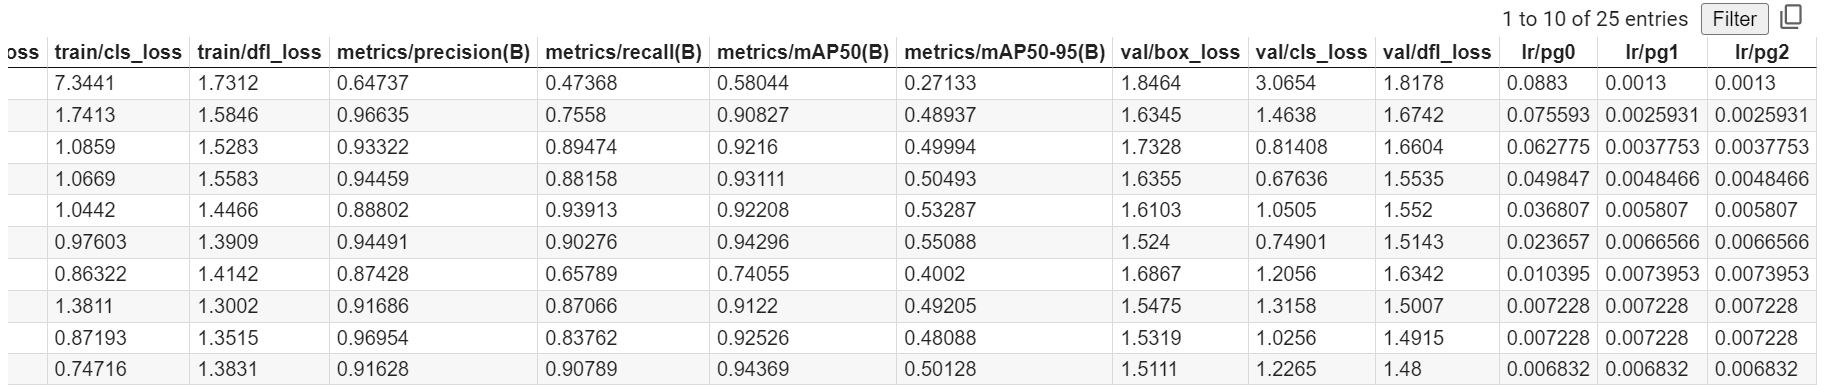 1 to 10 of 25 entries Filter
oss train/cls_loss train/dfl_loss metrics/precision(B) metrics/recall(B) metrics/mAP50(B) metrics/mAP50-95(B) val/box_loss val/cls_loss val/dfl_loss lr/pg0 lr/pg1 lr/pg2
7.3441 1.7312 0.64737 0.47368 0.58044 0.27133 1.8464 3.0654 1.8178 0.0883 0.0013 0.0013
1.7413 1.5846 0.96635 0.7558 0.90827 0.48937 1.6345 1.4638 1.6742 0.075593 0.0025931 0.0025931
1.0859 1.5283 0.93322 0.89474 0.9216 0.49994 1.7328 0.81408 1.6604 0.062775 0.0037753 0.0037753
1.0669 1.5583 0.94459 0.88158 0.93111 0.50493 1.6355 0.67636 1.5535 0.049847 0.0048466 0.0048466
1.0442 1.4466 0.88802 0.93913 0.92208 0.53287 1.6103 1.0505 1.552 0.036807 0.005807 0.005807
0.97603 1.3909 0.94491 0.90276 0.94296 0.55088 1.524 0.74901 1.5143 0.023657 0.0066566 0.0066566
0.86322 1.4142 0.87428 0.65789 0.74055 0.4002 1.6867 1.2056 1.6342 0.010395 0.0073953 0.0073953
1.3811 1.3002 0.91686 0.87066 0.9122 0.49205 1.5475 1.3158 1.5007 0.007228 0.007228 0.007228
0.87193 1.3515 0.96954 0.83762 0.92526 0.48088 1.5319 1.0256 1.4915 0.007228 0.007228 0.007228
0.74716 1.3831 0.91628 0.90789 0.94369 0.50128 1.5111 1.2265 1.48 0.006832 0.006832 0.006832